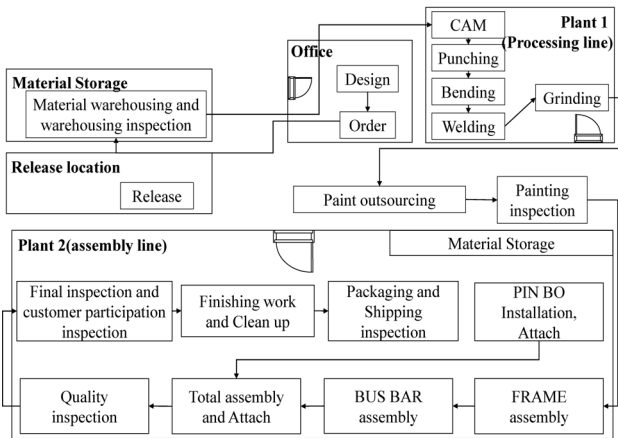 Material Storage
Material warehousing and
warehousing inspection
Release location
Release
Office
Design
Order
Plant 1
(Processing line)
CAM
Punching
Bending
Welding
Grinding
Paint outsourcing
Painting
inspection
Plant 2(assembly line)
Material Storage
Final inspection and
customer participation
inspection
Finishing work
and Clean up
Packaging and
Shipping
inspection
PIN BO
Installation,
Attach
Quality
inspection
Total assembly
and Attach
BUS BAR
assembly
FRAME
assembly